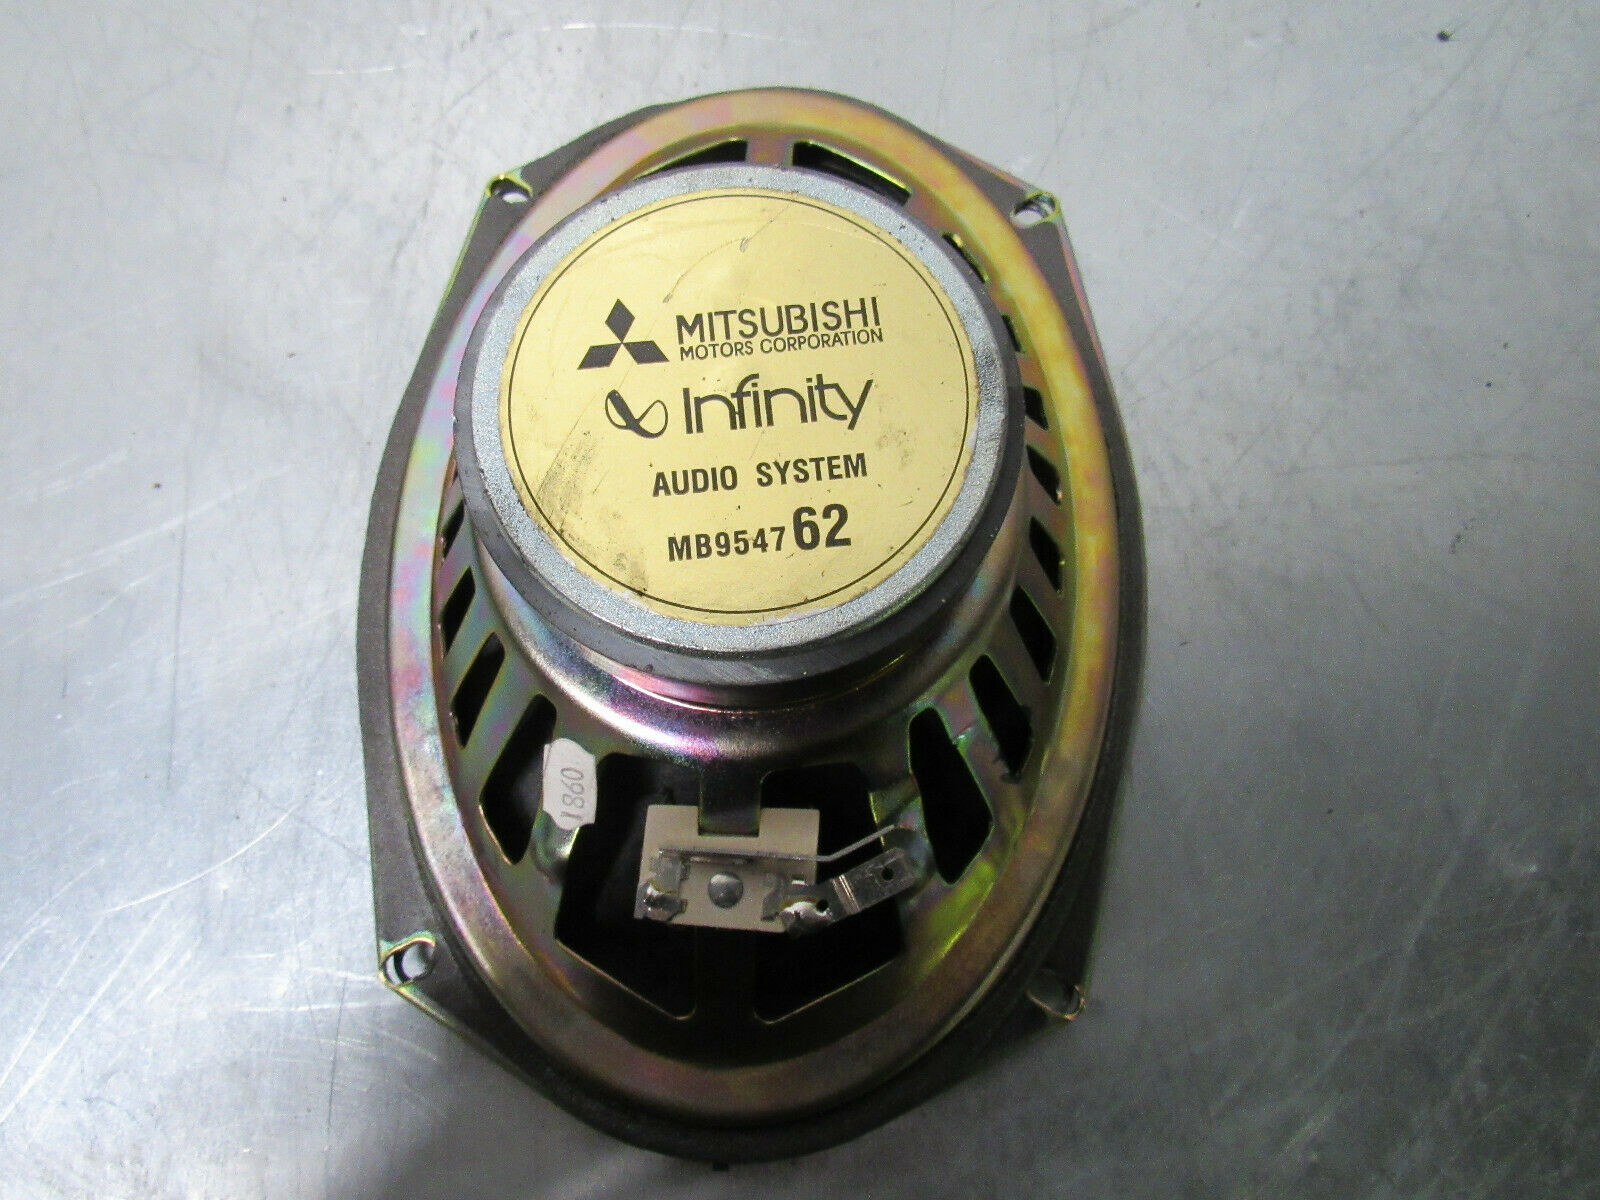 MITSUBISHI
MOTORS CORPORATION
Infinity
AUDIO SYSTEM
MB954762
1860